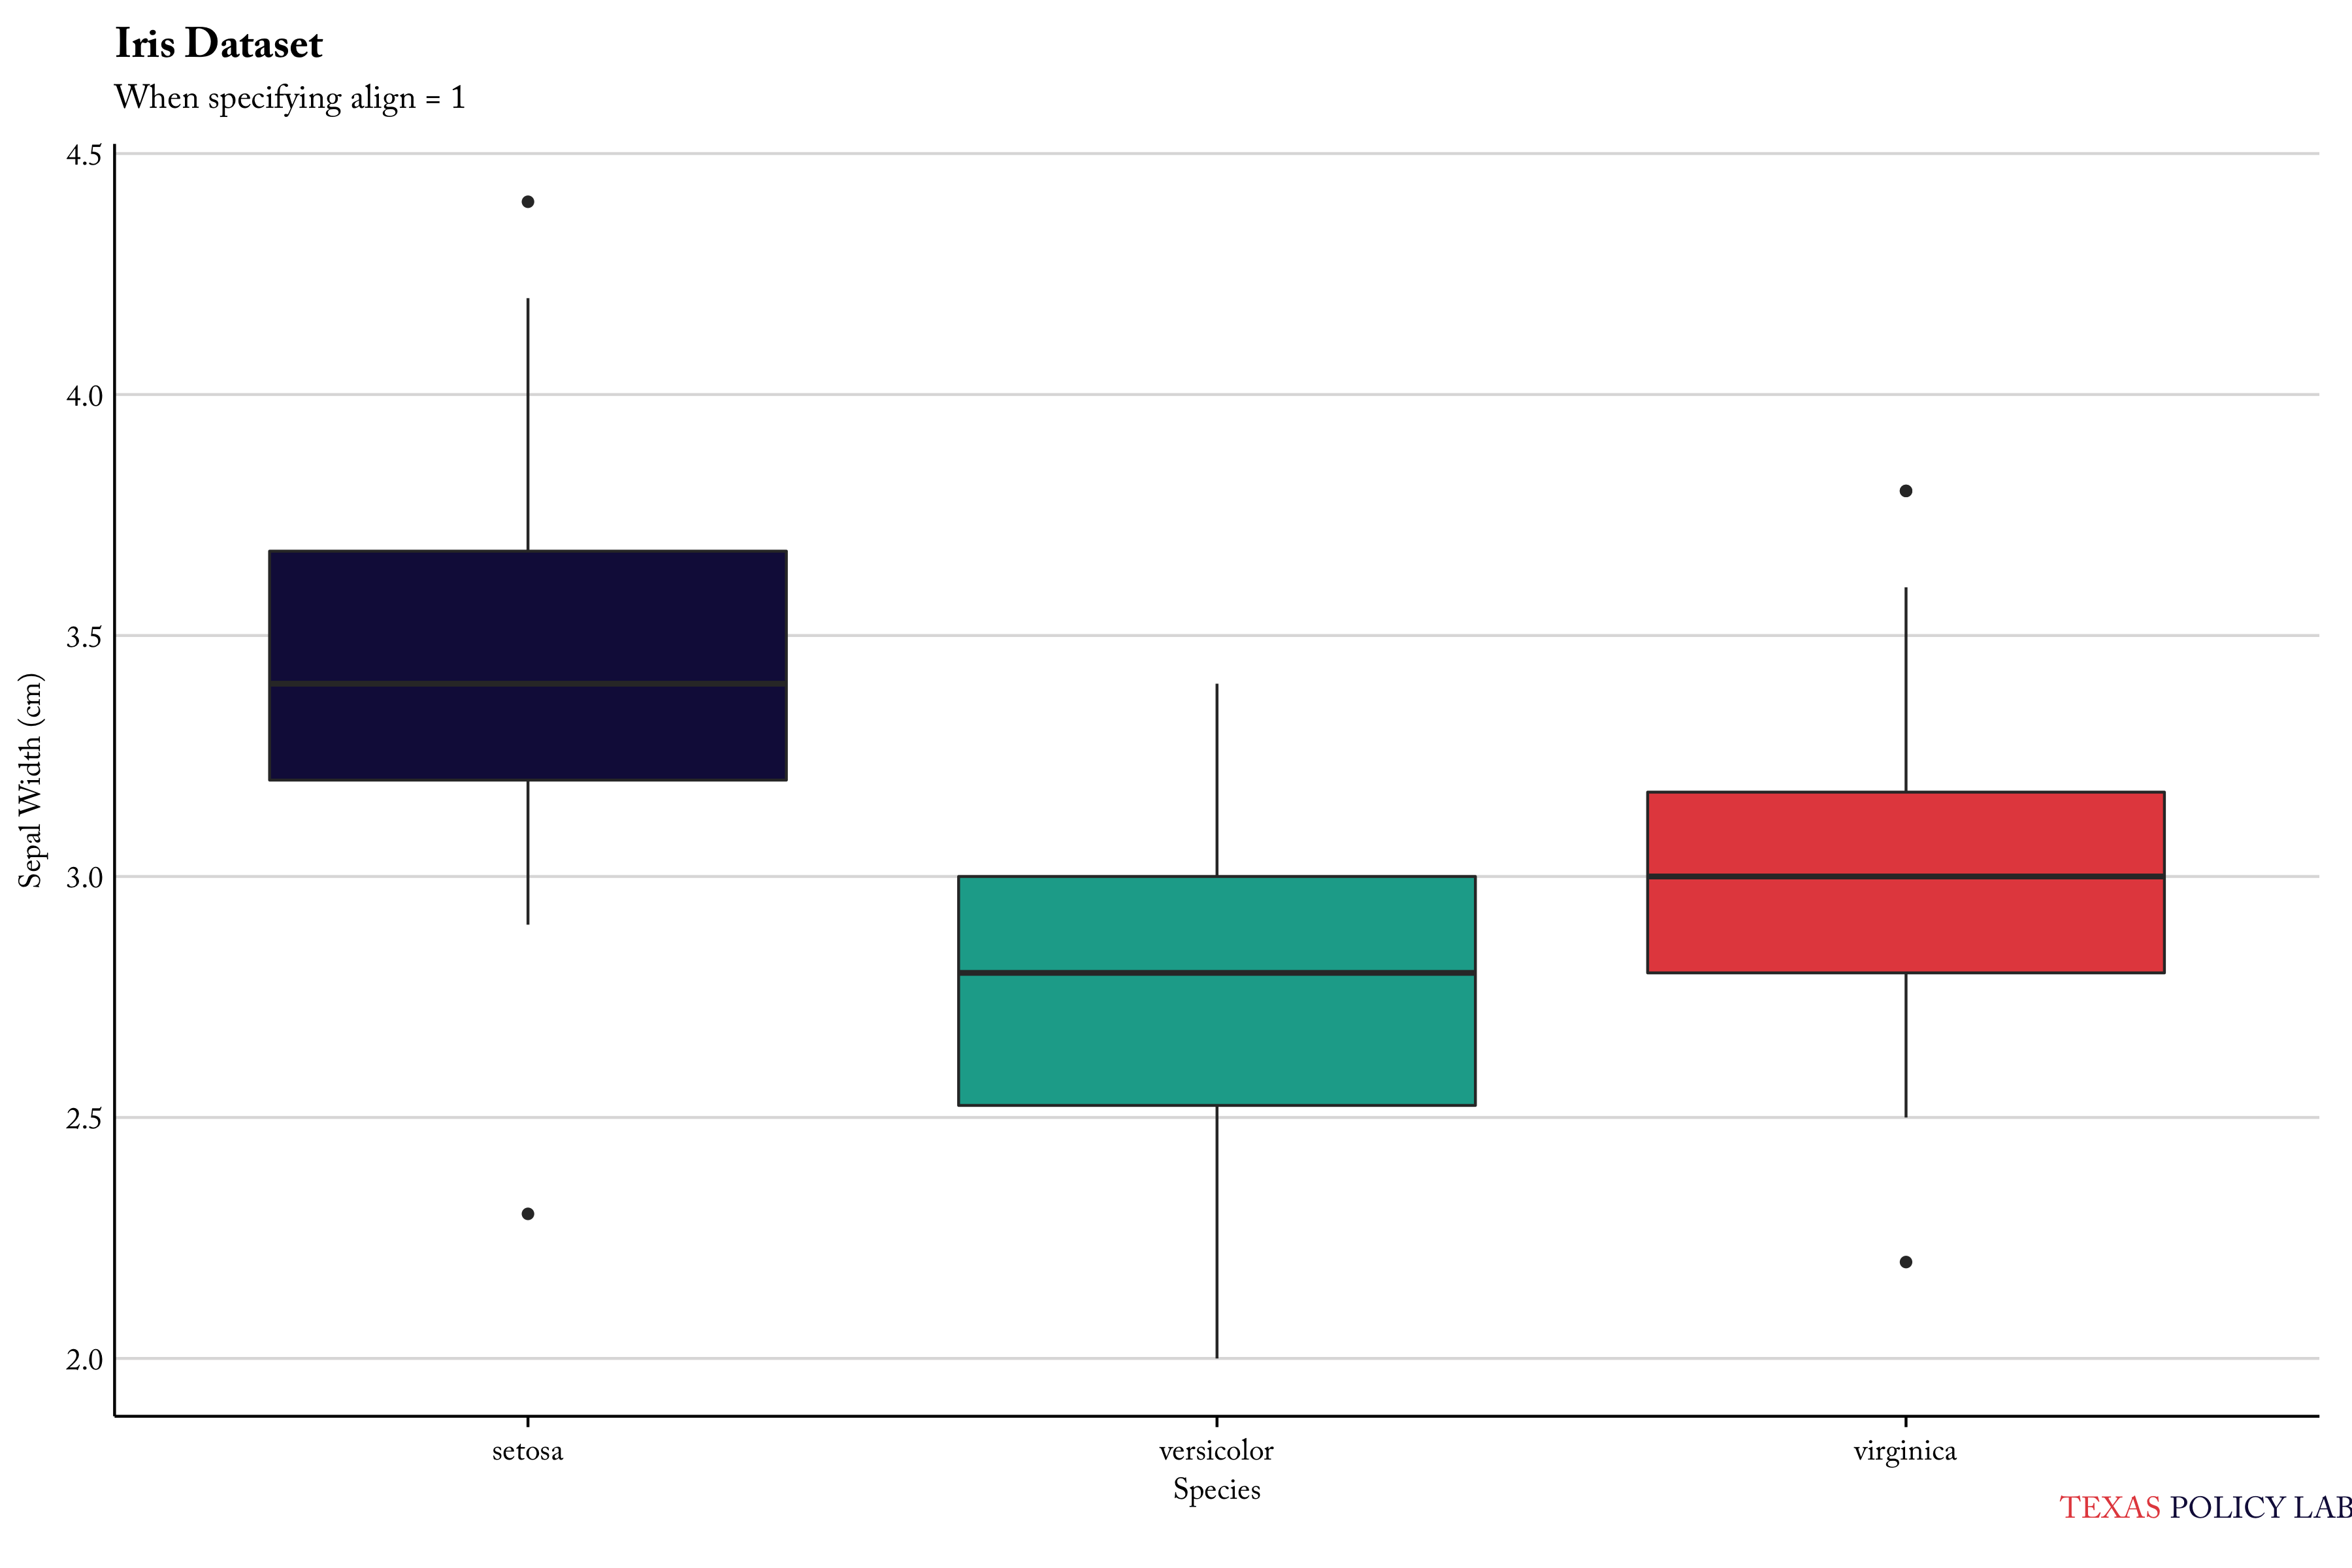 Iris Dataset
When specifying align = 1
4.5
4.0
3.5
3.0
2.5
2.0
Sepal Width (cm)
setosa versicolor virginica
Species
TEXAS POLICY LAB